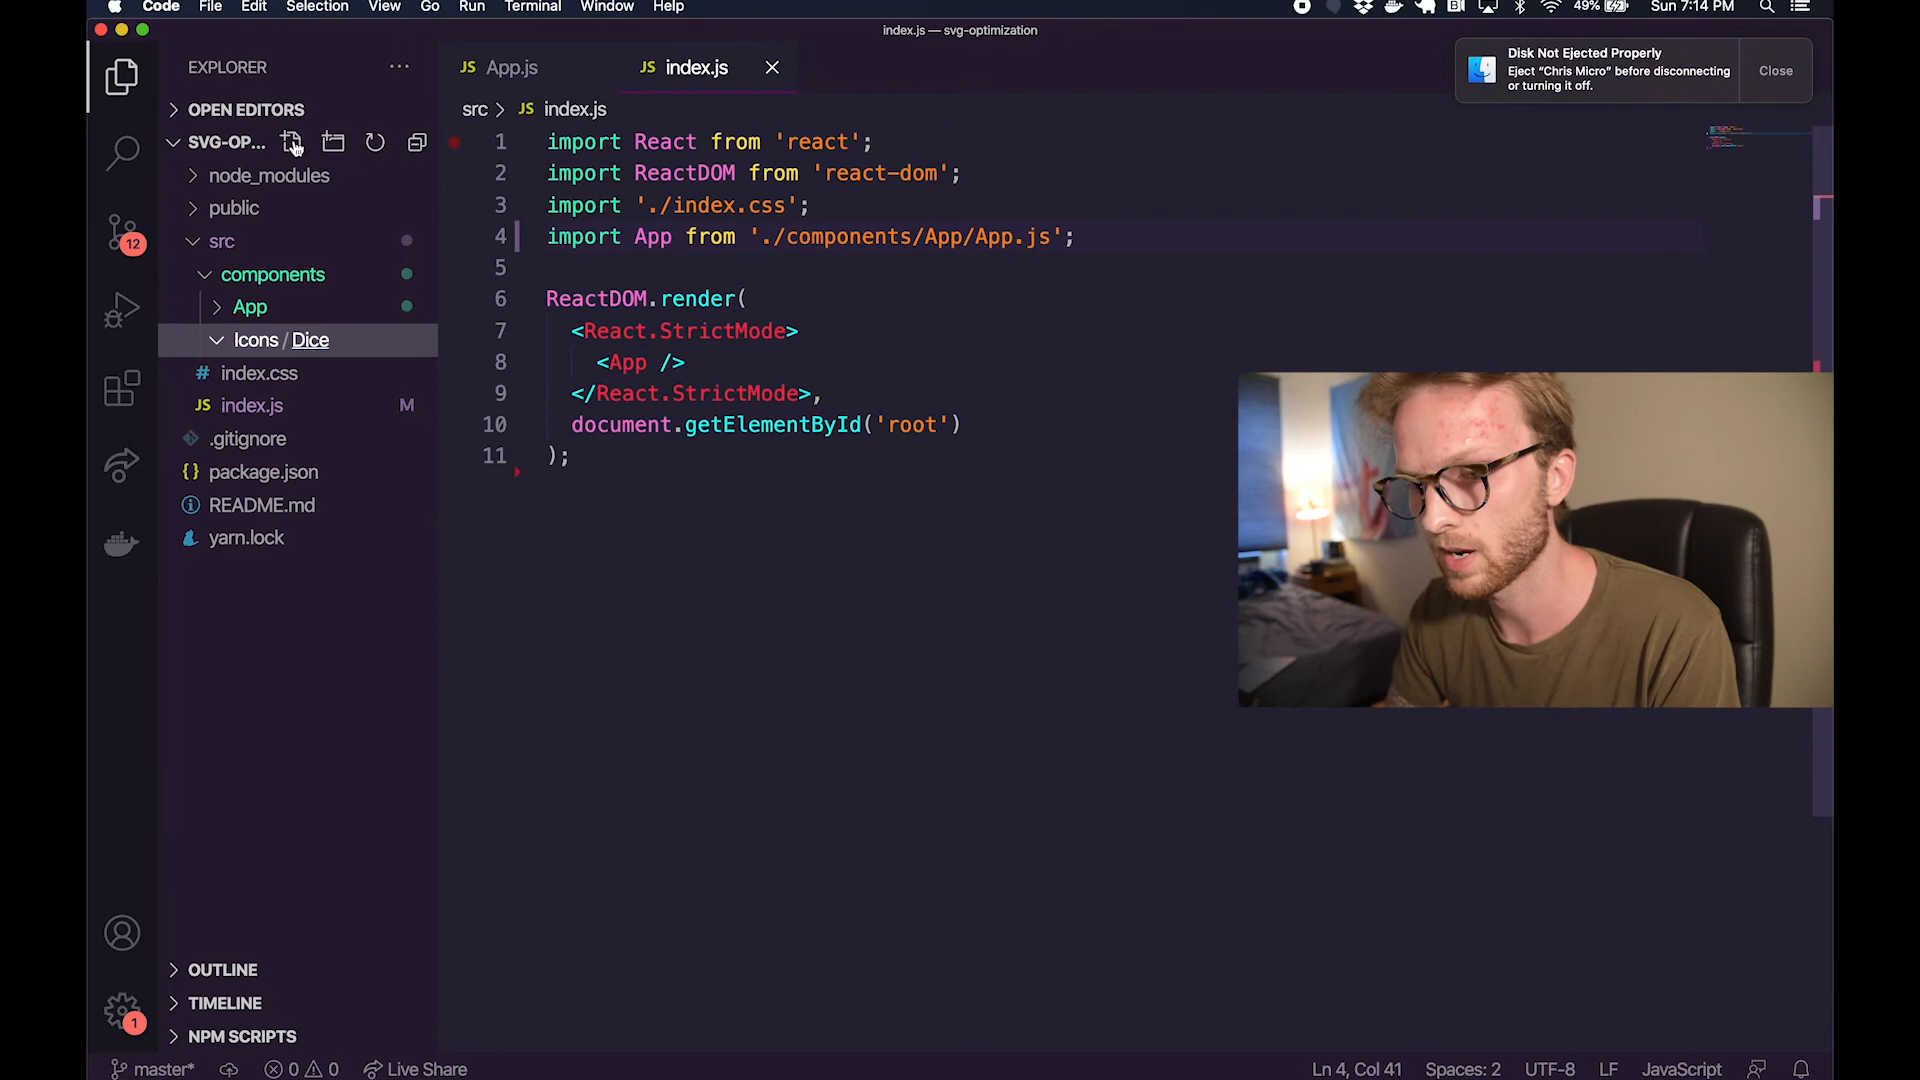 Code File Edit Selection View Go Run Terminal Window Help
49% Sun 7:14 PM
index.js — svg-optimization
EXPLORER
JS App.js
JS index.js
Disk Not Ejected Properly
Eject “Chris Micro” before disconnecting
or turning it off.
Close
OPEN EDITORS
src > JS index.js
SVG-OP...
node_modules
public
src
components
App
Icons / Dice
# index.css
JS index.js M
.gitignore
{} package.json
README.md
yarn.lock
12
1 import React from 'react';
2 import ReactDOM from 'react-dom';
3 import './index.css';
4 import App from './components/App/App.js';
5
6 ReactDOM.render(
7 <React.StrictMode>
8 <App />
9 </React.StrictMode>,
10 document.getElementById('root')
11 );
OUTLINE
TIMELINE
1
NPM SCRIPTS
master* 0 0 Live Share
Ln 4, Col 41 Spaces: 2 UTF-8 LF JavaScript